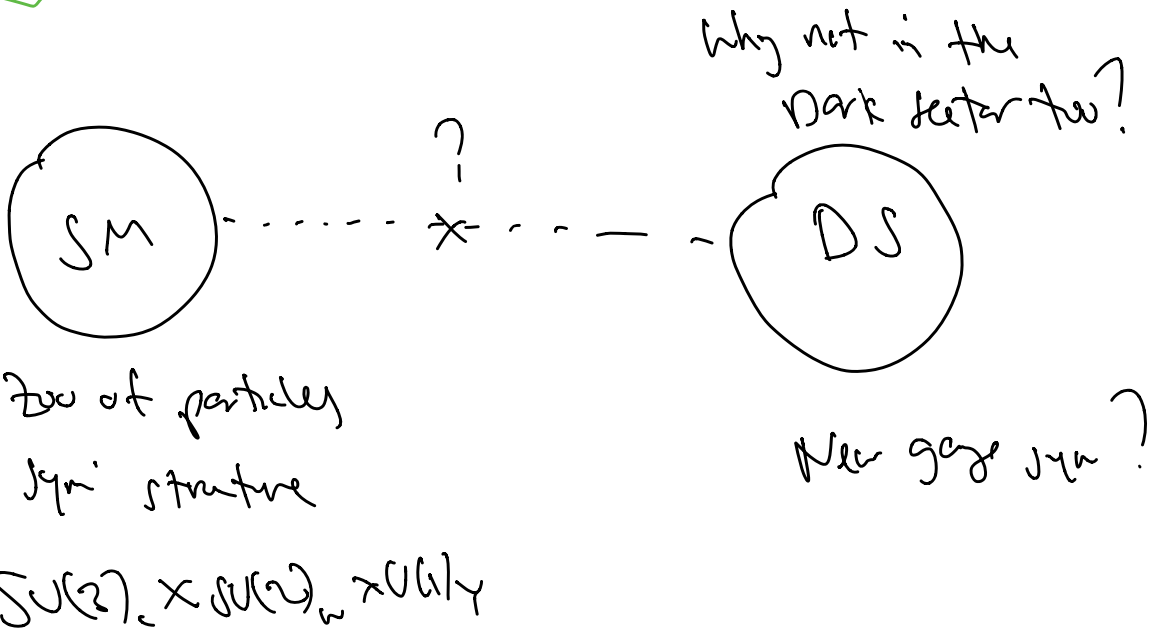 Why not in the
Dark sector too?
?
SM
x
DS
Zoo of particles
Sym structure
New gauge sym?
SU(3)c x SU(2)w x U(1)Y